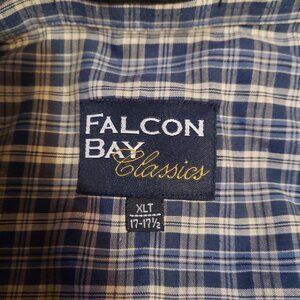 FALCON
BAY Classics
XLT
17-17½